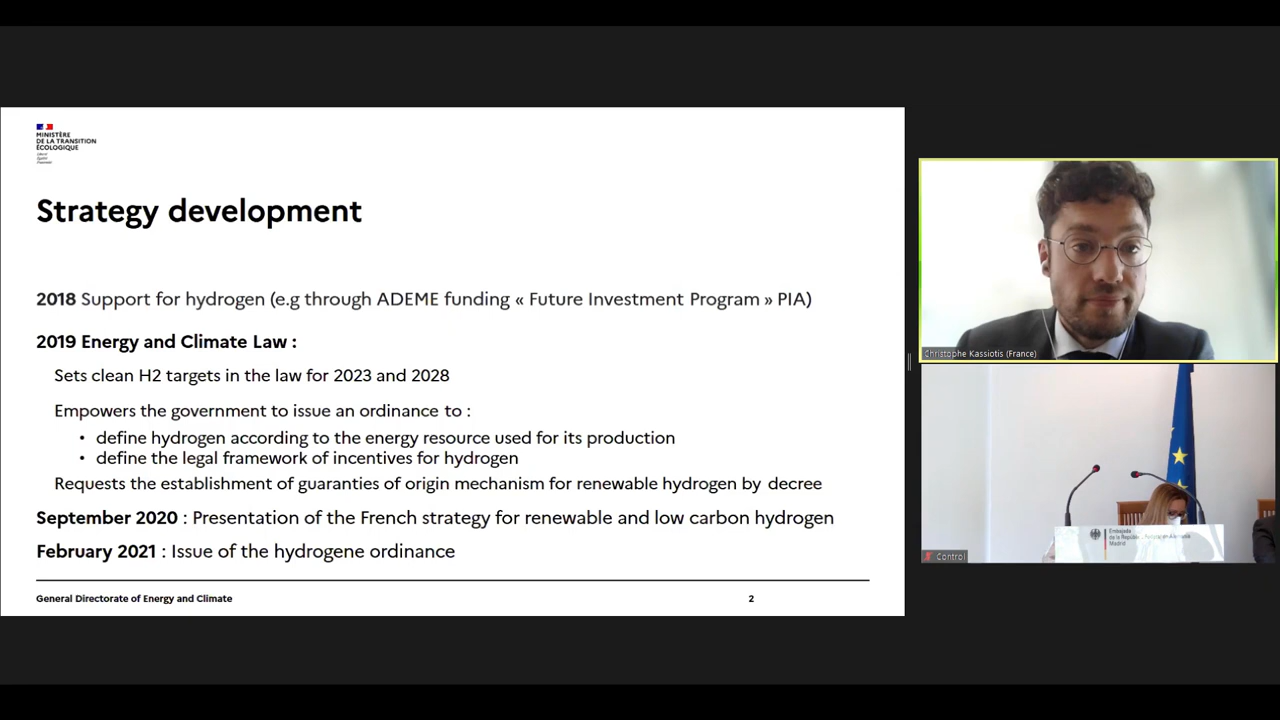 MINISTÈRE
DE LA TRANSITION
ÉCOLOGIQUE
Strategy development
2018 Support for hydrogen (e.g through ADEME funding « Future Investment Program » PIA)
2019 Energy and Climate Law :
Sets clean H2 targets in the law for 2023 and 2028
Empowers the government to issue an ordinance to :
• define hydrogen according to the energy resource used for its production
• define the legal framework of incentives for hydrogen
Requests the establishment of guaranties of origin mechanism for renewable hydrogen by decree
September 2020 : Presentation of the French strategy for renewable and low carbon hydrogen
February 2021 : Issue of the hydrogene ordinance
General Directorate of Energy and Climate
2
Christophe Kassiotis (France)
Embajada
de la
Madrid
Control